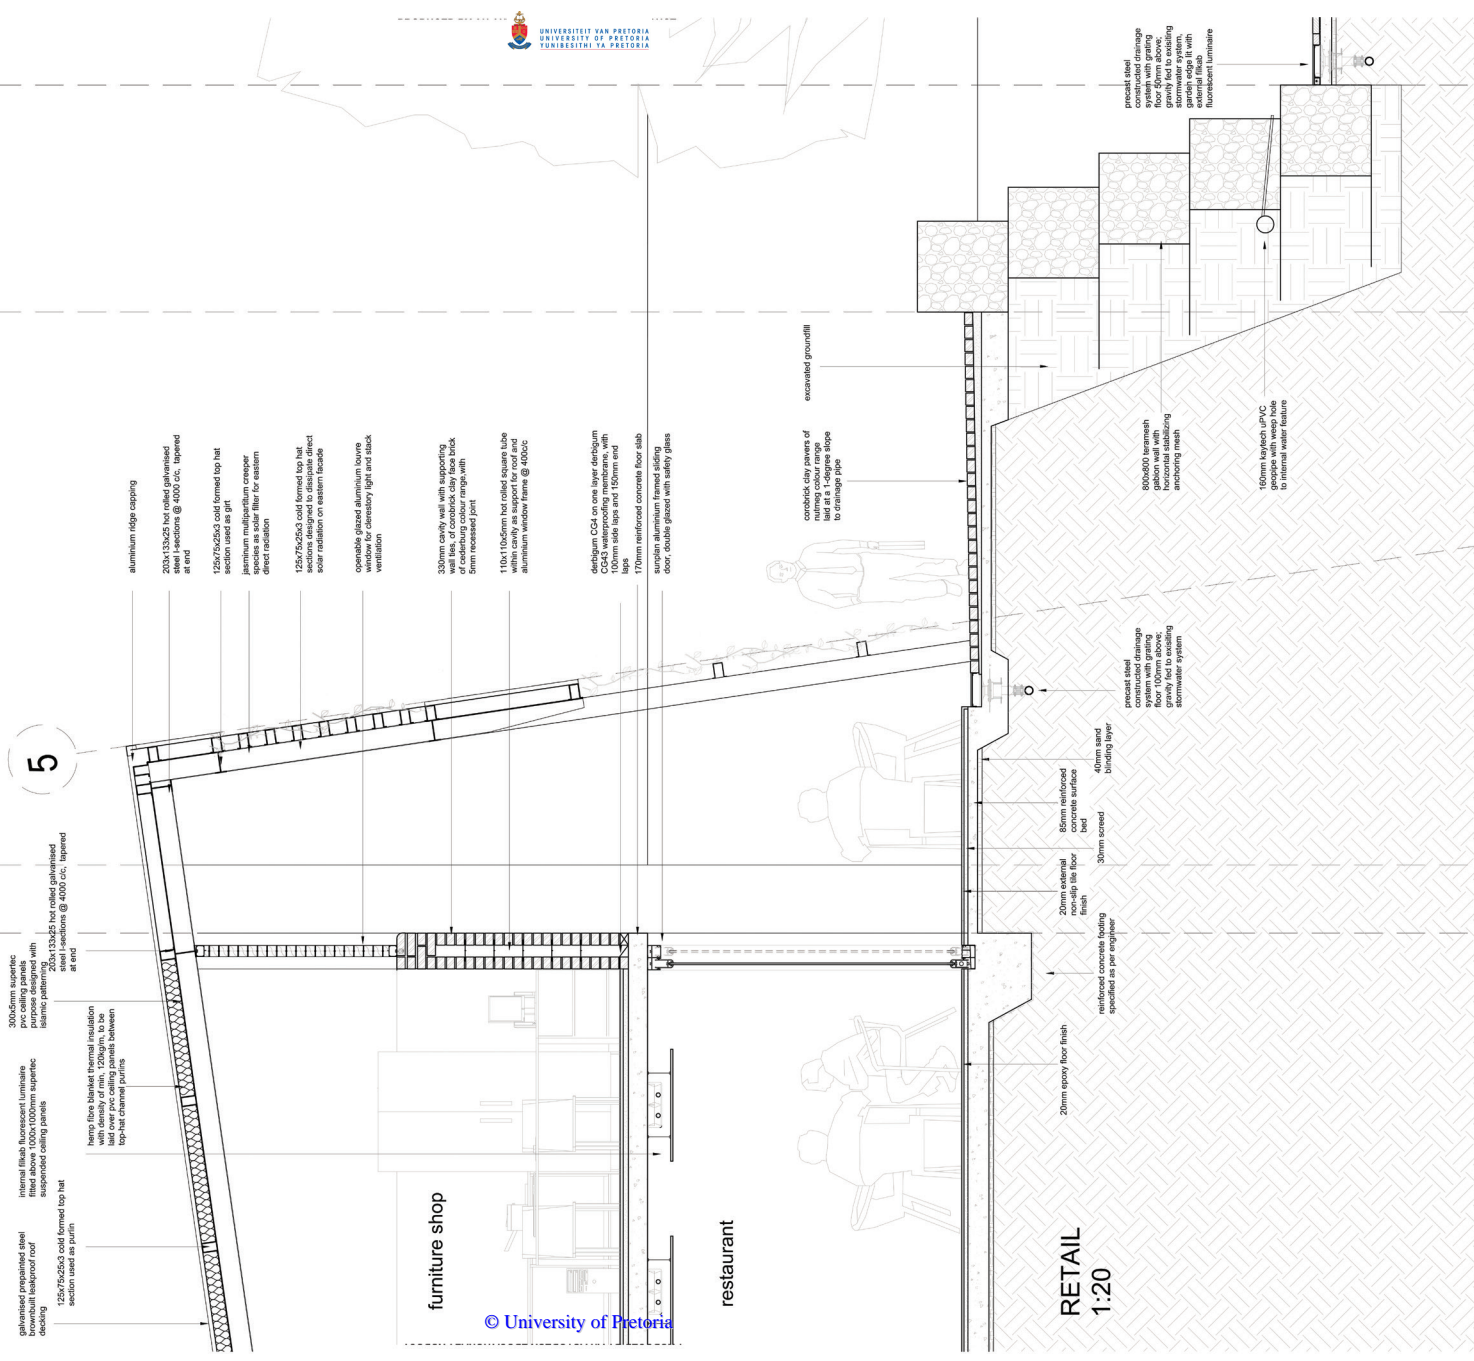 UNIVERSITEIT VAN PRETORIA
UNIVERSITY OF PRETORIA
YUNIBESITHI YA PRETORIA
5
galvanised prepainted steel
brownbuilt leakproof roof
decking
125x75x25x3 cold formed top hat
section used as purlin
internal filkab fluorescent luminaire
fitted above 1000x1000mm supertec
suspended ceiling panels
hemp fibre blanket thermal insulation
with density of min, 120kg/m, to be
laid over pvc ceiling panels between
top-hat channel purlins
300x5mm supertec
pvc ceiling panels
purpose designed with
islamic patterning
203x133x25 hot rolled galvanised
steel I-sections @ 4000 c/c, tapered
at end
aluminium ridge capping
203x133x25 hot rolled galvanised
steel I-sections @ 4000 c/c, tapered
at end
125x75x25x3 cold formed top hat
section used as girt
jasminum multipartitum creeper
species as solar filter for eastern
direct radiation
125x75x25x3 cold formed top hat
sections designed to dissipate direct
solar radiation on eastern facade
openable glazed aluminium louvre
window for clerestory light and stack
ventilation
330mm cavity wall with supporting
wall ties, of corobrick clay face brick
of cederburg colour range,with
5mm recessed joint
110x110x5mm hot rolled square tube
within cavity as support for roof and
aluminium window frame @ 400c/c
derbigum CG4 on one layer derbigum
CG43 waterproofing membrane, with
100mm side laps and 150mm end
laps
170mm reinforced concrete floor slab
sunplan aluminium framed sliding
door, double glazed with safety glass
corobrick clay pavers of
nutmeg colour range
laid at a 1-degree slope
to drainage pipe
excavated groundfill
precast steel
constructed drainage
system with grating
floor 50mm above;
gravity fed to exisiting
stormwater system,
garden edge lit with
external filkab
fluorescent luminaire
800x800 teramesh
gabion wall with
horizontal stabilizing
anchoring mesh
160mm kaytech uPVC
geopipe with weep hole
to internal water feature
precast steel
constructed drainage
system with grating
floor 100mm above;
gravity fed to exisiting
stormwater system
40mm sand
blinding layer
85mm reinforced
concrete surface
bed
30mm screed
20mm external
non-slip tile floor
finish
reinforced concrete footing
specified as per engineer
20mm epoxy floor finish
furniture shop
restaurant
RETAIL
1:20
© University of Pretoria